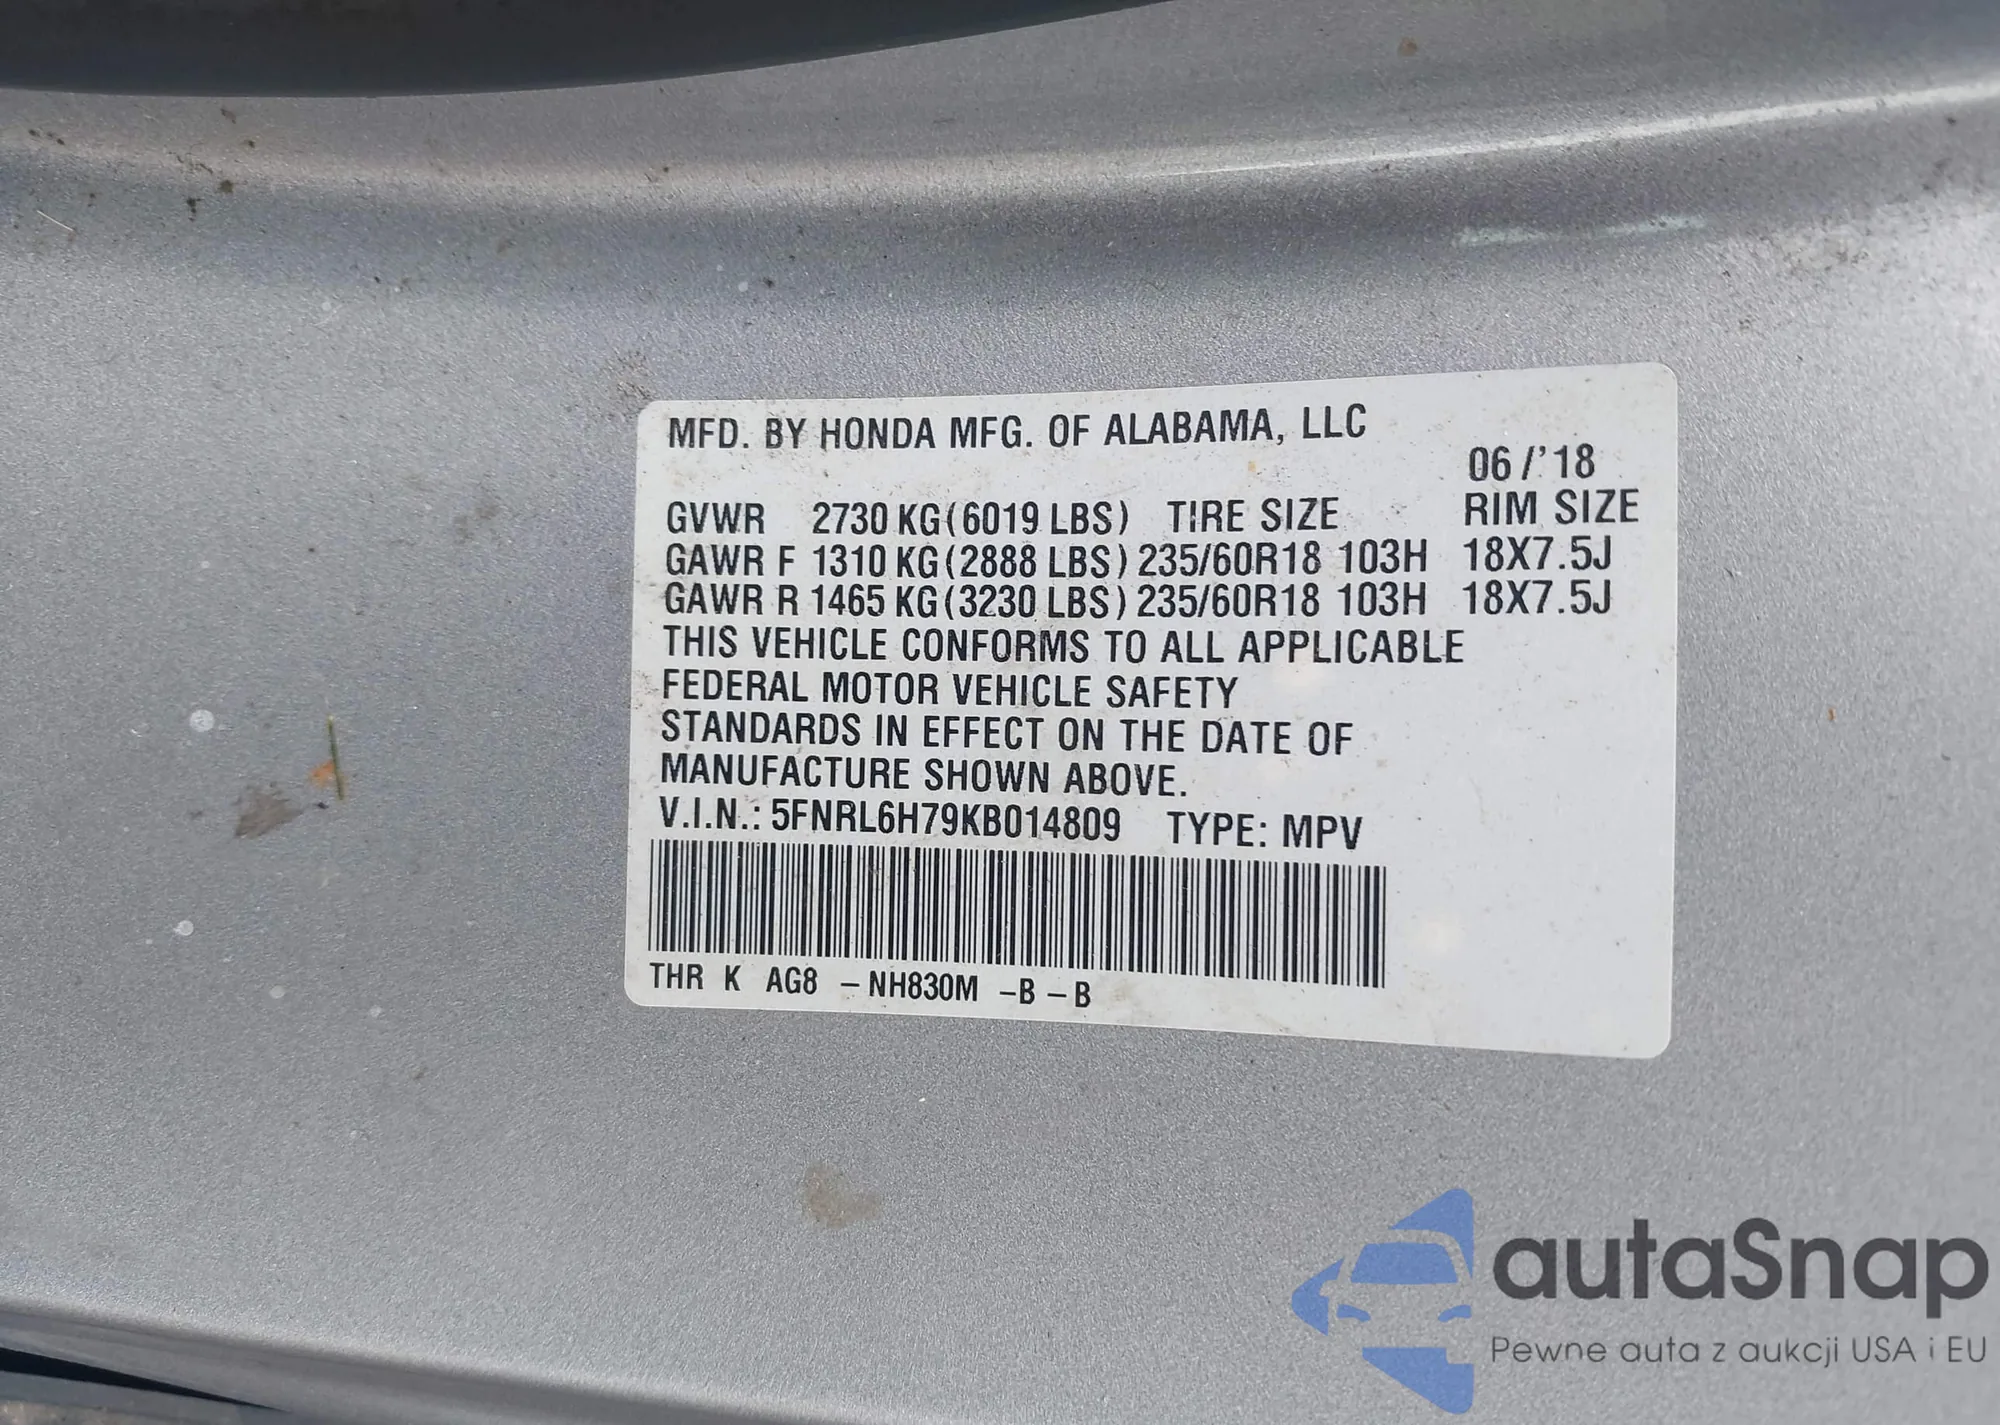 MFD. BY HONDA MFG. OF ALABAMA, LLC
06/'18
GVWR 2730 KG(6019 LBS) TIRE SIZE RIM SIZE
GAWR F 1310 KG(2888 LBS) 235/60R18 103H 18X7.5J
GAWR R 1465 KG(3230 LBS) 235/60R18 103H 18X7.5J
THIS VEHICLE CONFORMS TO ALL APPLICABLE
FEDERAL MOTOR VEHICLE SAFETY
STANDARDS IN EFFECT ON THE DATE OF
MANUFACTURE SHOWN ABOVE.
V.I.N.: 5FNRL6H79KB014809 TYPE: MPV
THR K AG8 -NH830M -B-B
autaSnap
Pewne auta z aukcji USA i EU